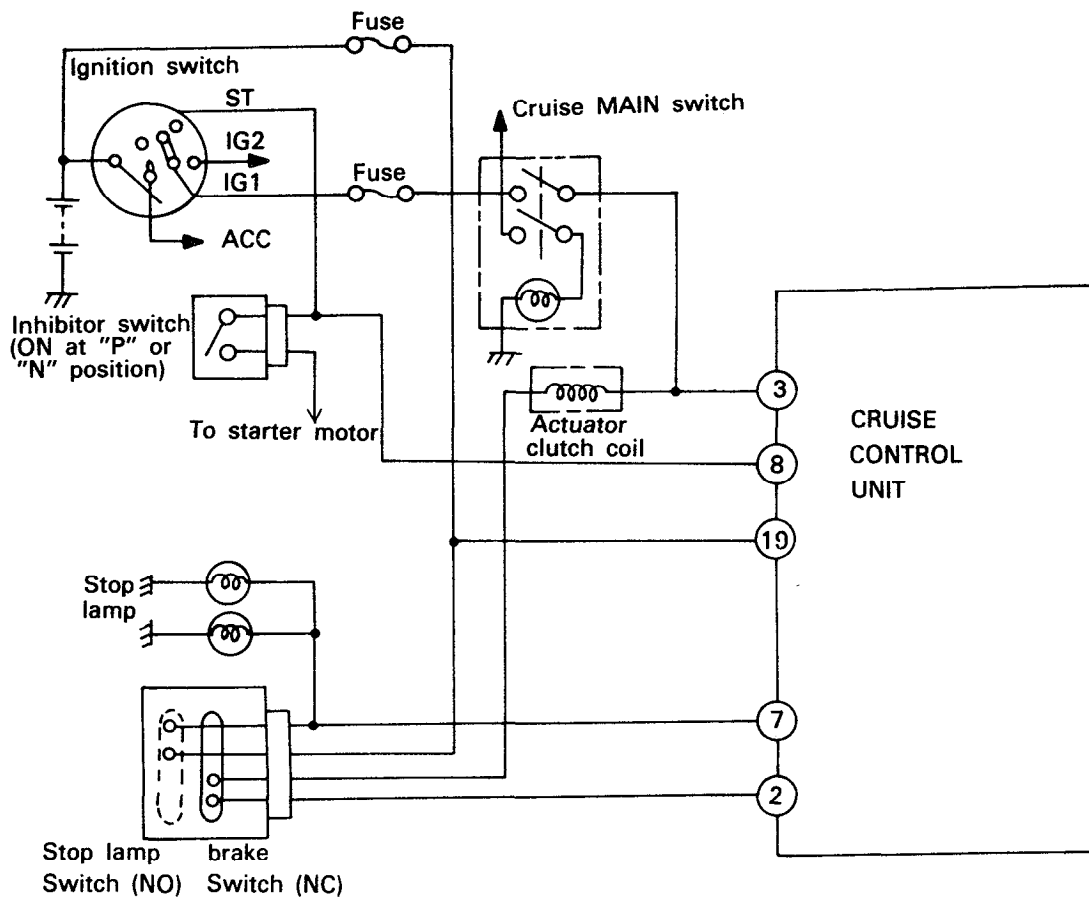 Fuse
Ignition switch
ST
Cruise MAIN switch
IG2
IG1
Fuse
ACC
Inhibitor switch
(ON at "P" or
"N" position)
To starter motor
Actuator
clutch coil
3
CRUISE
CONTROL
UNIT
8
19
Stop
lamp
7
2
Stop lamp
Switch (NO)
brake
Switch (NC)